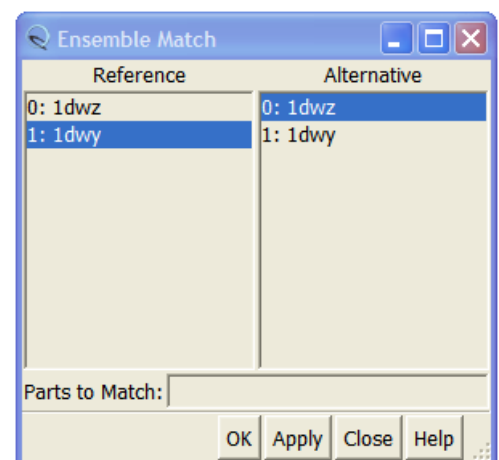 Ensemble Match
Reference Alternative
0: 1dwz 0: 1dwz
1: 1dwy 1: 1dwy
Parts to Match:
OK Apply Close Help